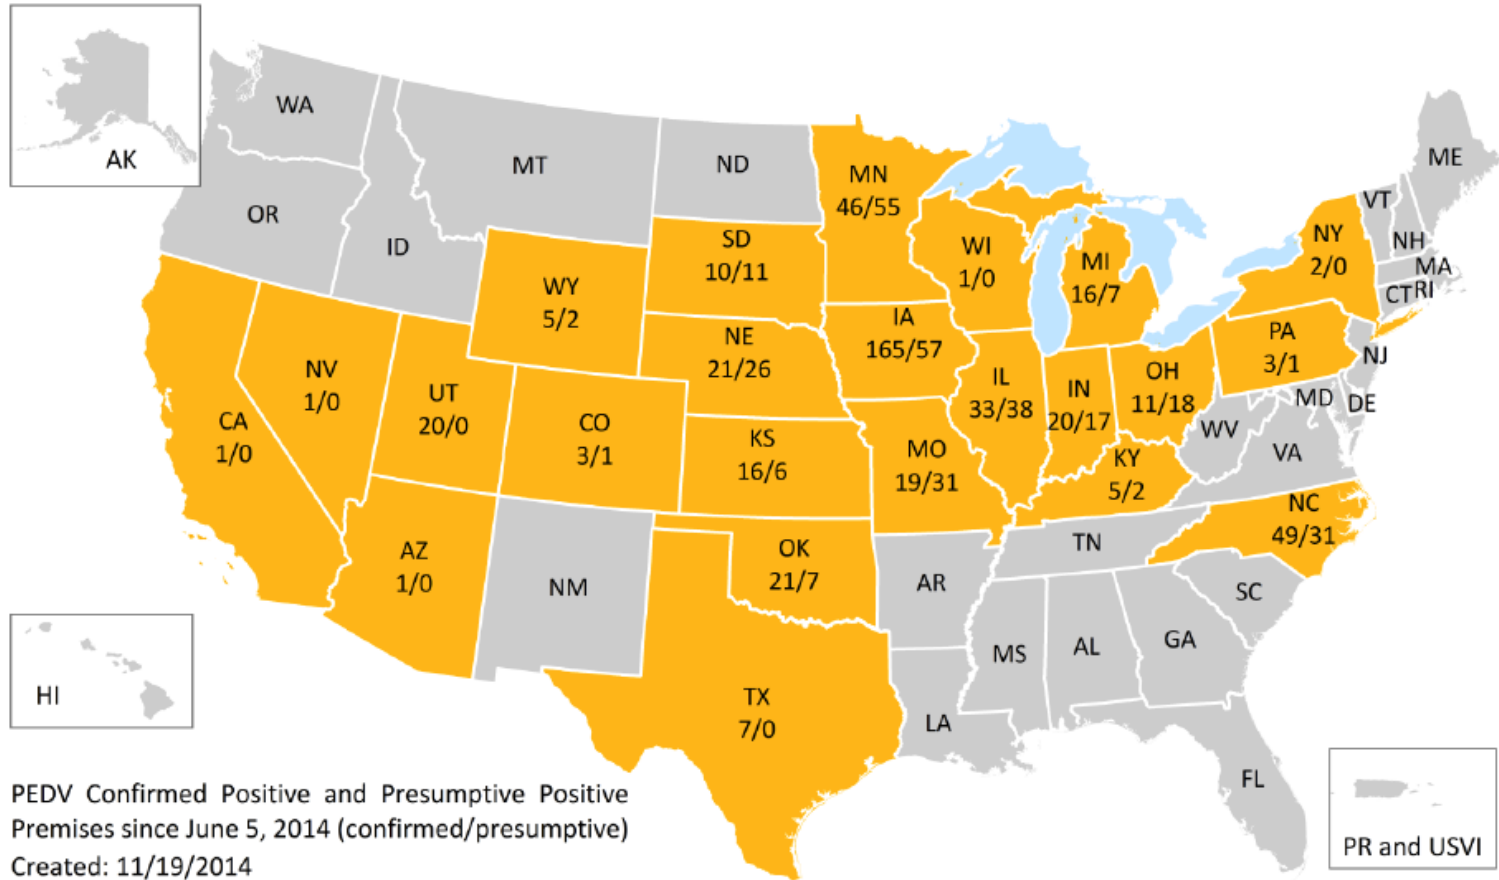 AK
WA
OR
ID
MT
ND
MN
46/55
SD
10/11
WY
5/2
NE
21/26
WI
1/0
MI
16/7
IA
165/57
NY
2/0
ME
VT
NH
MA
CT
RI
PA
3/1
NJ
MD
DE
NV
1/0
UT
20/0
CA
1/0
CO
3/1
KS
16/6
IL
33/38
IN
20/17
OH
11/18
MO
19/31
KY
5/2
WV
VA
NC
49/31
AZ
1/0
NM
OK
21/7
AR
TN
SC
MS
AL
GA
HI
TX
7/0
LA
FL
PEDV Confirmed Positive and Presumptive Positive
Premises since June 5, 2014 (confirmed/presumptive)
Created: 11/19/2014
PR and USVI